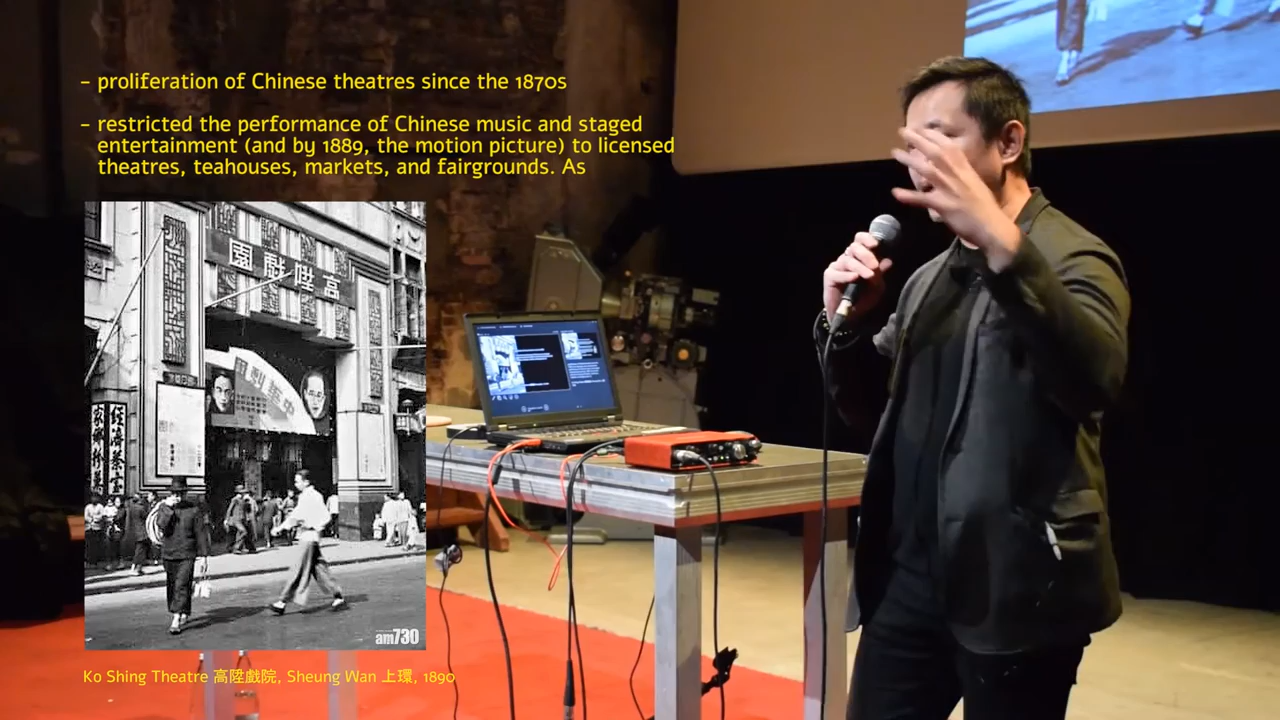 – proliferation of Chinese theatres since the 1870s
– restricted the performance of Chinese music and staged
entertainment (and by 1889, the motion picture) to licensed
theatres, teahouses, markets, and fairgrounds. As
園戲陞高
中華
am730
Ko Shing Theatre 高陞戲院, Sheung Wan 上環, 1890